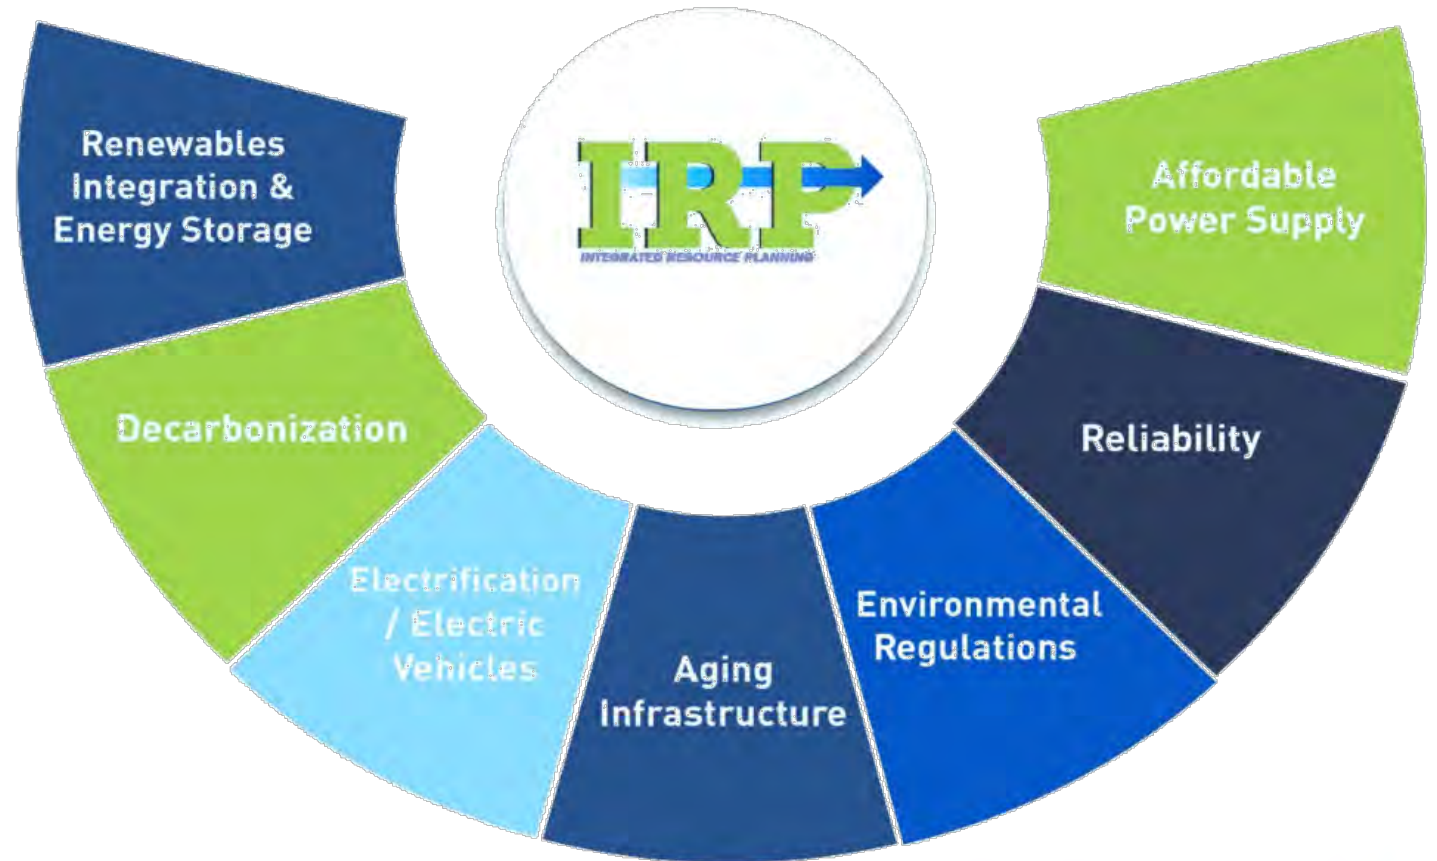 IRP
INTEGRATED RESOURCE PLANNING
Renewables
Integration &
Energy Storage
Decarbonization
Electrification
/ Electric
Vehicles
Aging
Infrastructure
Environmental
Regulations
Reliability
Affordable
Power Supply